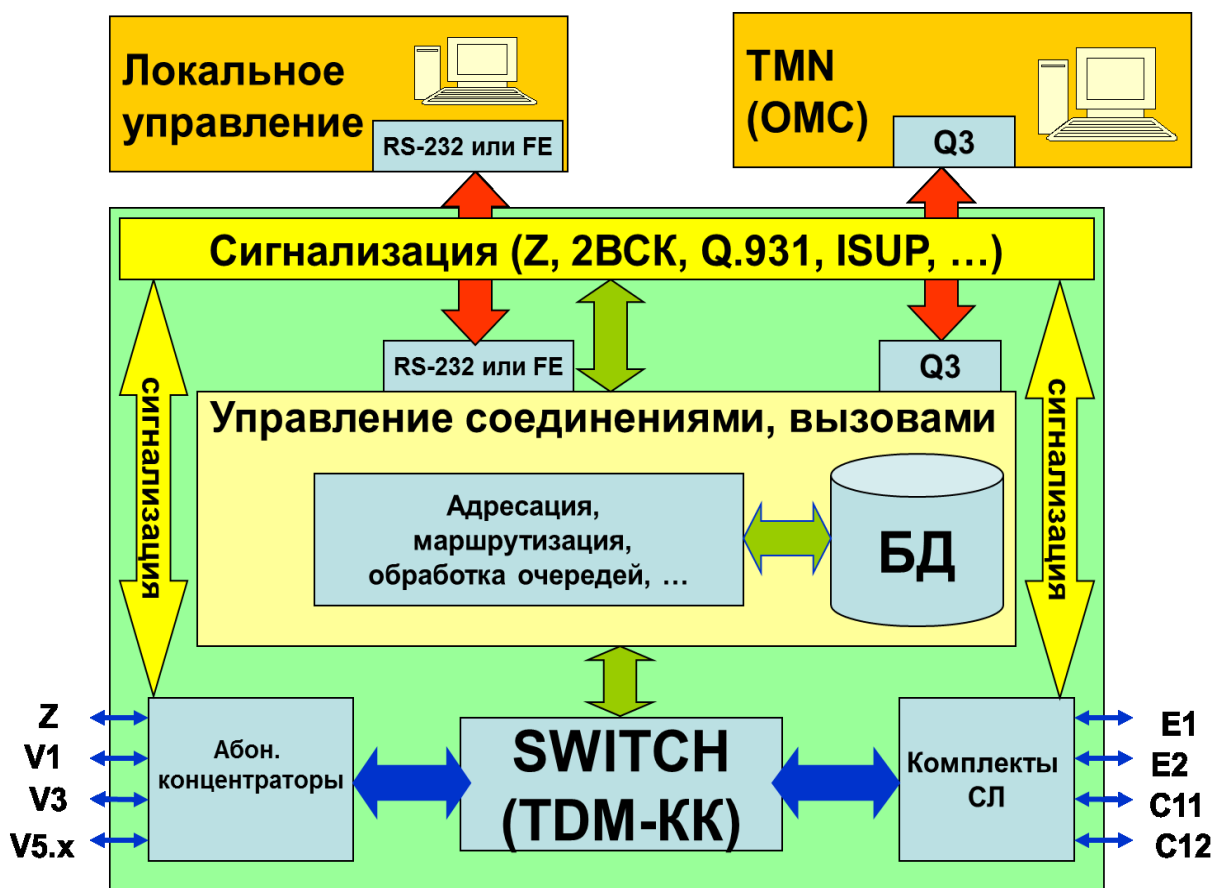 Локальное
управление
RS-232 или FE
TMN
(OMC)
Q3
Сигнализация (Z, 2ВСК, Q.931, ISUP, …)
RS-232 или FE
Q3
сигнализация
Управление соединениями, вызовами
Адресация,
маршрутизация,
обработка очередей, …
БД
сигнализация
Z
V1
V3
V5.x
Абон.
концентраторы
SWITCH
(TDM-КК)
Комплекты
СЛ
E1
E2
C11
C12